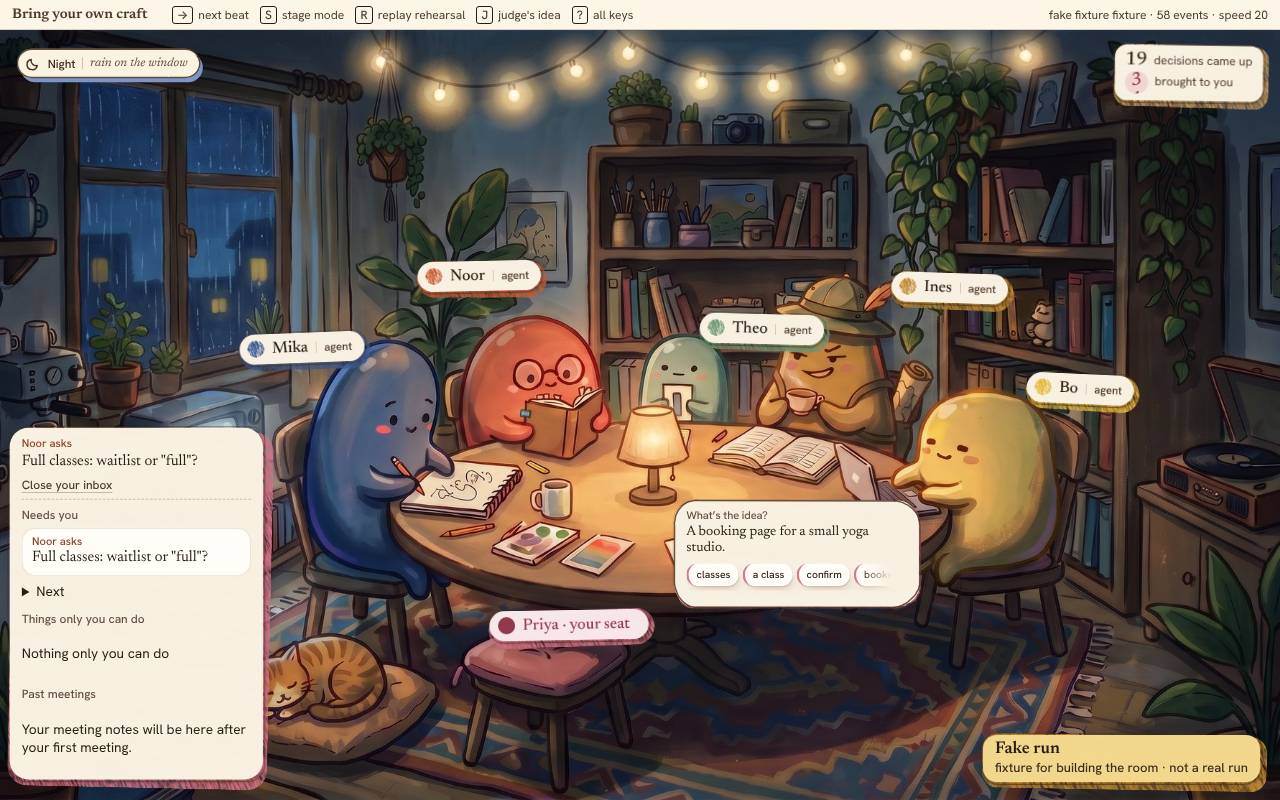 Bring your own craft
→ next beat S stage mode R replay rehearsal J judge's idea ? all keys
fake fixture fixture · 58 events · speed 20
Night rain on the window
19 decisions came up
3 brought to you
Noor agent
Ines agent
Theo agent
Mika agent
Bo agent
Noor asks
Full classes: waitlist or "full"?
Close your inbox
Needs you
Noor asks
Full classes: waitlist or "full"?
Next
Things only you can do
Nothing only you can do
Past meetings
Your meeting notes will be here after
your first meeting.
What's the idea?
A booking page for a small yoga
studio.
classes a class confirm book
Priya · your seat
Fake run
fixture for building the room · not a real run